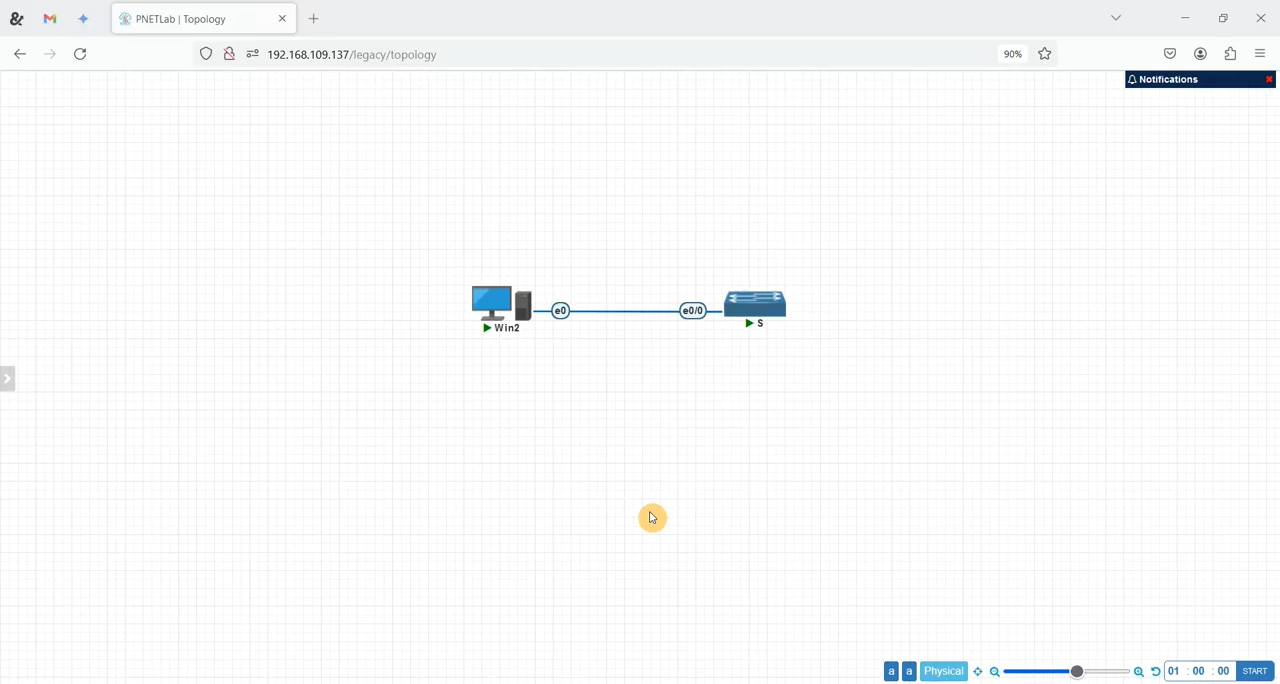 PNETLab | Topology
192.168.109.137/legacy/topology
90%
Notifications
e0
e0/0
Win2
S
a a Physical 01 : 00 : 00 START